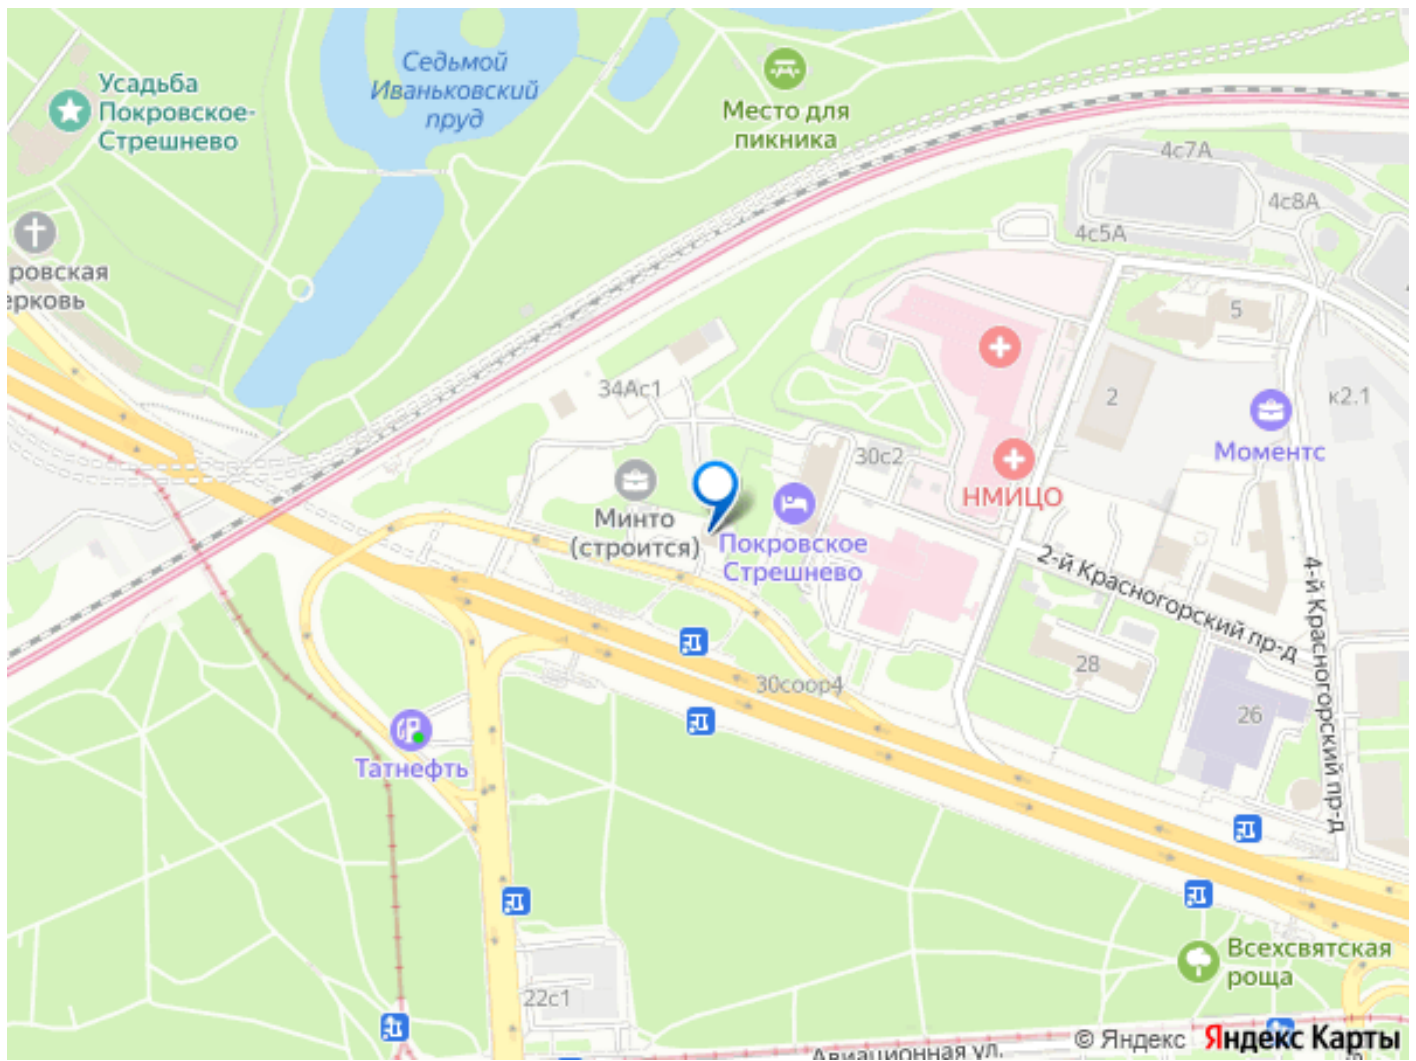 Седьмой
Иваньковский
пруд
Усадьба
Покровское-
Стрешнево
Место для
пикника
4с7А
4с8А
4с5А
ровская
ерковь
5
34Ас1
2
к2.1
30с2
Моментс
НМИЦО
Минто
(строится)
Покровское
Стрешнево
2-й Красногорский пр-д
4-й Красногорский пр-д
28
30соор4
26
Татнефть
Всехсвятская
роща
22с1
Авиационная ул.
© Яндекс Яндекс Карты